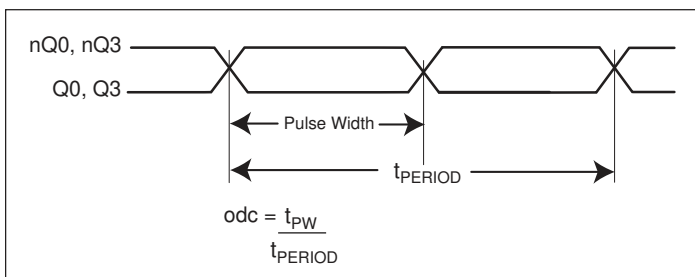 nQ0, nQ3
Q0, Q3
Pulse Width
tPERIOD
odc = tPW
tPERIOD